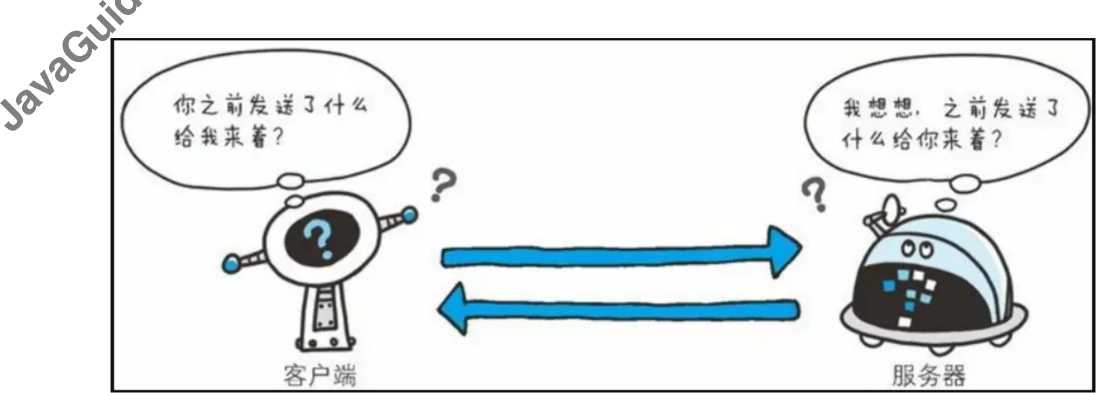 JavaGuid
你之前发送了什么
给我来着?
我想想, 之前发送了
什么给你来着?
?
?
?
客户端
服务器